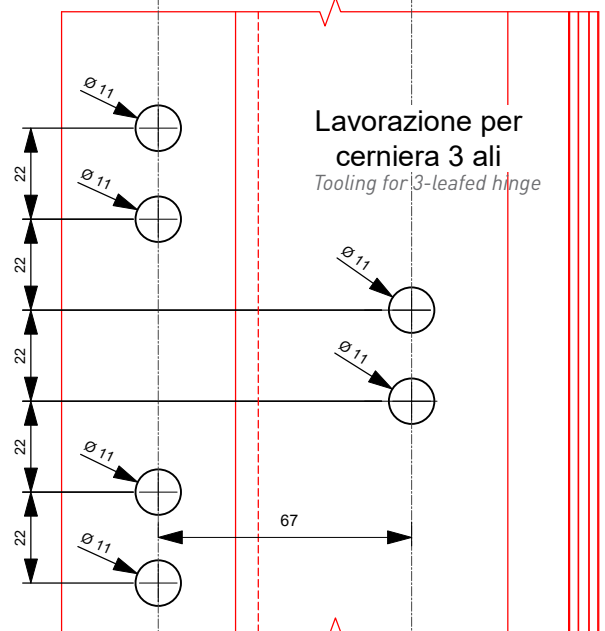 Ø 11
Lavorazione per
cerniera 3 ali
Tooling for 3-leafed hinge
22
Ø 11
22
Ø 11
22
Ø 11
22
Ø 11
67
22
Ø 11